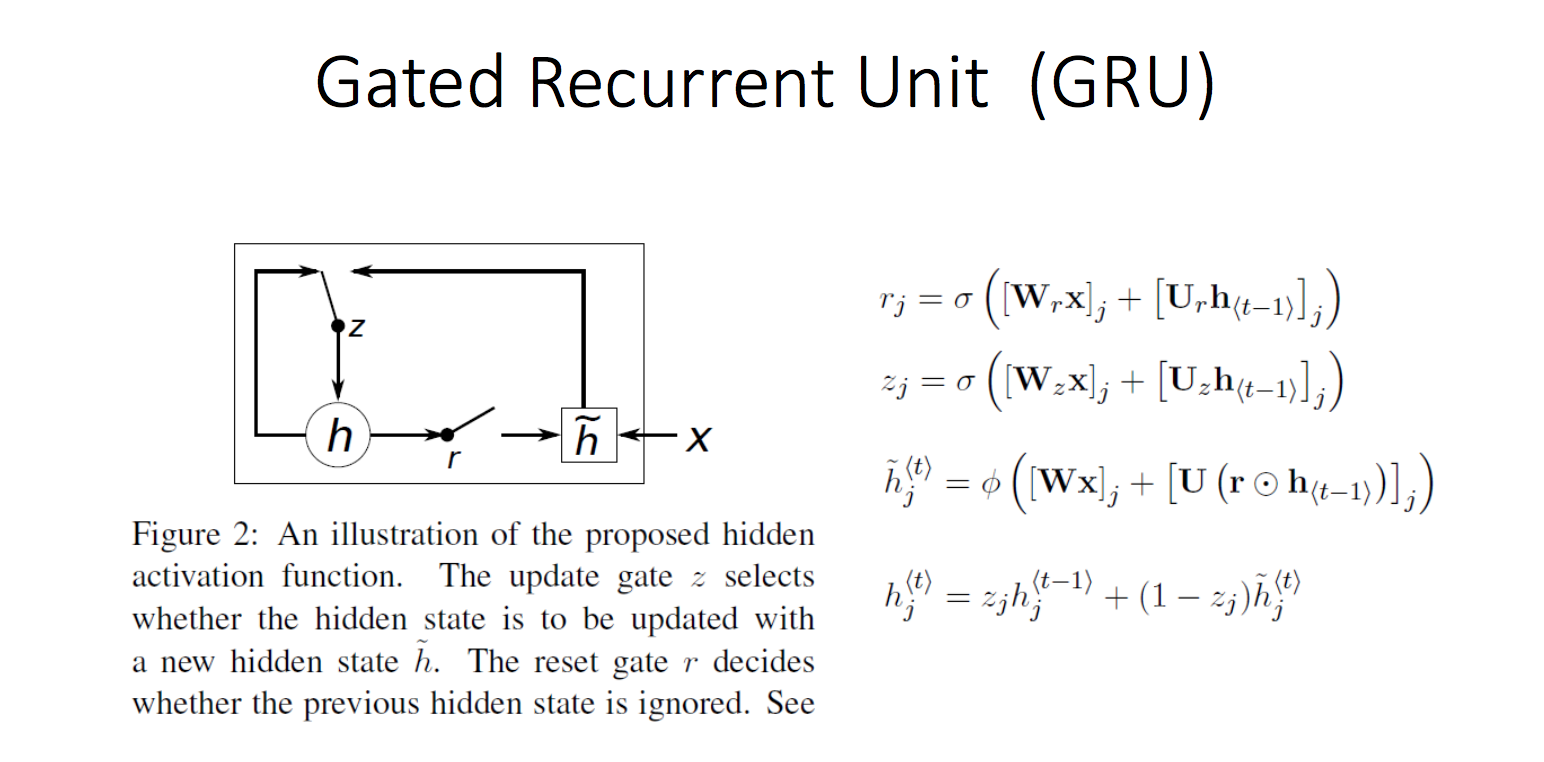 Gated Recurrent Unit (GRU)
z
h
r
h̃
x
r_j = σ([W_r x]_j + [U_r h_⟨t−1⟩]_j)
z_j = σ([W_z x]_j + [U_z h_⟨t−1⟩]_j)
h̃_j^⟨t⟩ = ϕ([Wx]_j + [U (r ⊙ h_⟨t−1⟩)]_j)
h_j^⟨t⟩ = z_j h_j^⟨t−1⟩ + (1 − z_j) h̃_j^⟨t⟩
Figure 2: An illustration of the proposed hidden
activation function. The update gate z selects
whether the hidden state is to be updated with
a new hidden state h̃. The reset gate r decides
whether the previous hidden state is ignored. See